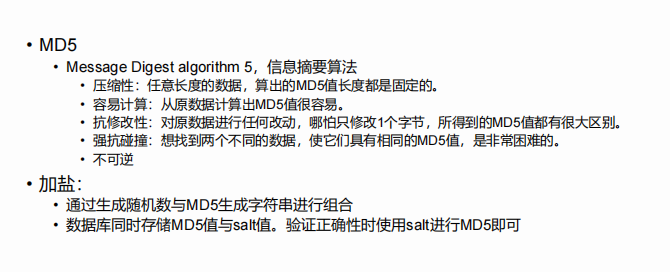 • MD5
• Message Digest algorithm 5，信息摘要算法
• 压缩性：任意长度的数据，算出的MD5值长度都是固定的。
• 容易计算：从原数据计算出MD5值很容易。
• 抗修改性：对原数据进行任何改动，哪怕只修改1个字节，所得到的MD5值都有很大区别。
• 强抗碰撞：想找到两个不同的数据，使它们具有相同的MD5值，是非常困难的。
• 不可逆
• 加盐：
• 通过生成随机数与MD5生成字符串进行组合
• 数据库同时存储MD5值与salt值。验证正确性时使用salt进行MD5即可